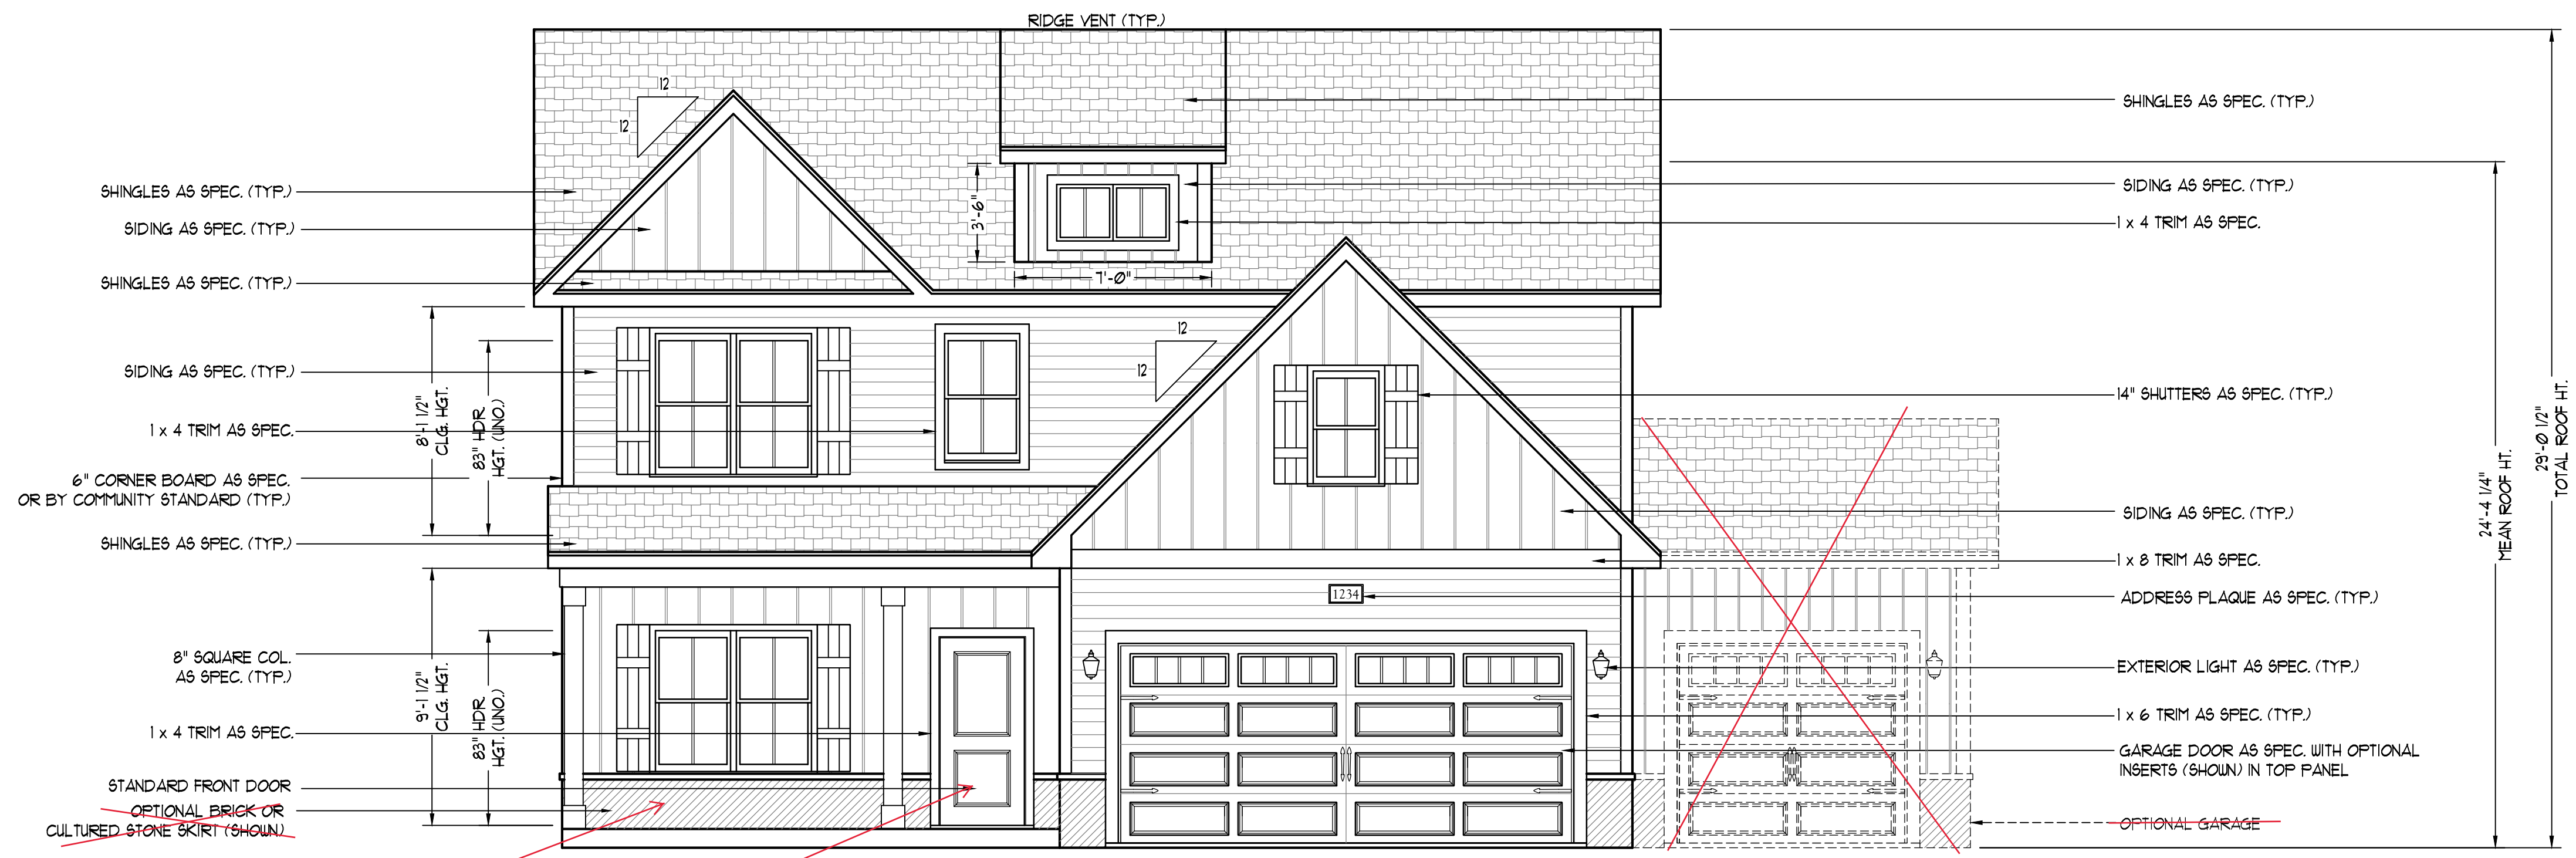 RIDGE VENT (TYP.)
12
12
SHINGLES AS SPEC. (TYP.)
SIDING AS SPEC. (TYP.)
SHINGLES AS SPEC. (TYP.)
8'-1 1/2"
CLG. HGT.
83" HDR
HGT. (UNO.)
SIDING AS SPEC. (TYP.)
1 x 4 TRIM AS SPEC.
6" CORNER BOARD AS SPEC.
OR BY COMMUNITY STANDARD (TYP.)
SHINGLES AS SPEC. (TYP.)
9'-1 1/2"
CLG. HGT.
83" HDR
HGT. (UNO.)
8" SQUARE COL.
AS SPEC. (TYP.)
1 x 4 TRIM AS SPEC.
STANDARD FRONT DOOR
OPTIONAL BRICK OR
CULTURED STONE SKIRT (SHOWN)
3'-6"
7'-0"
12
12
1234
SHINGLES AS SPEC. (TYP.)
SIDING AS SPEC. (TYP.)
1 x 4 TRIM AS SPEC.
14" SHUTTERS AS SPEC. (TYP.)
SIDING AS SPEC. (TYP.)
1 x 8 TRIM AS SPEC.
ADDRESS PLAQUE AS SPEC. (TYP.)
EXTERIOR LIGHT AS SPEC. (TYP.)
1 x 6 TRIM AS SPEC. (TYP.)
GARAGE DOOR AS SPEC. WITH OPTIONAL
INSERTS (SHOWN) IN TOP PANEL
OPTIONAL GARAGE
24'-4 1/4"
MEAN ROOF HT.
29'-0 1/2"
TOTAL ROOF HT.